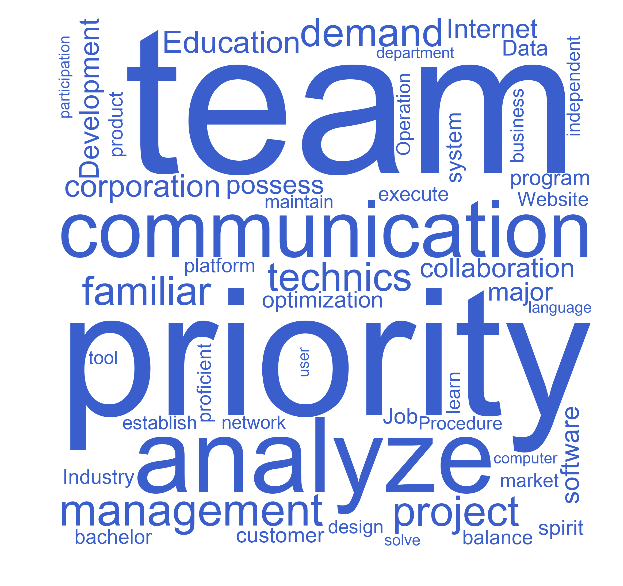 participation
Development
product
Education
demand
department
Internet
Data
independent
team
Operation
system
business
corporation
possess
maintain
execute
program
Website
communication
platform
technics
collaboration
familiar
optimization
major
language
priority
tool
proficient
user
learn
establish
network
Job
Procedure
analyze
computer
software
Industry
market
management
project
bachelor
customer
design
solve
balance
spirit